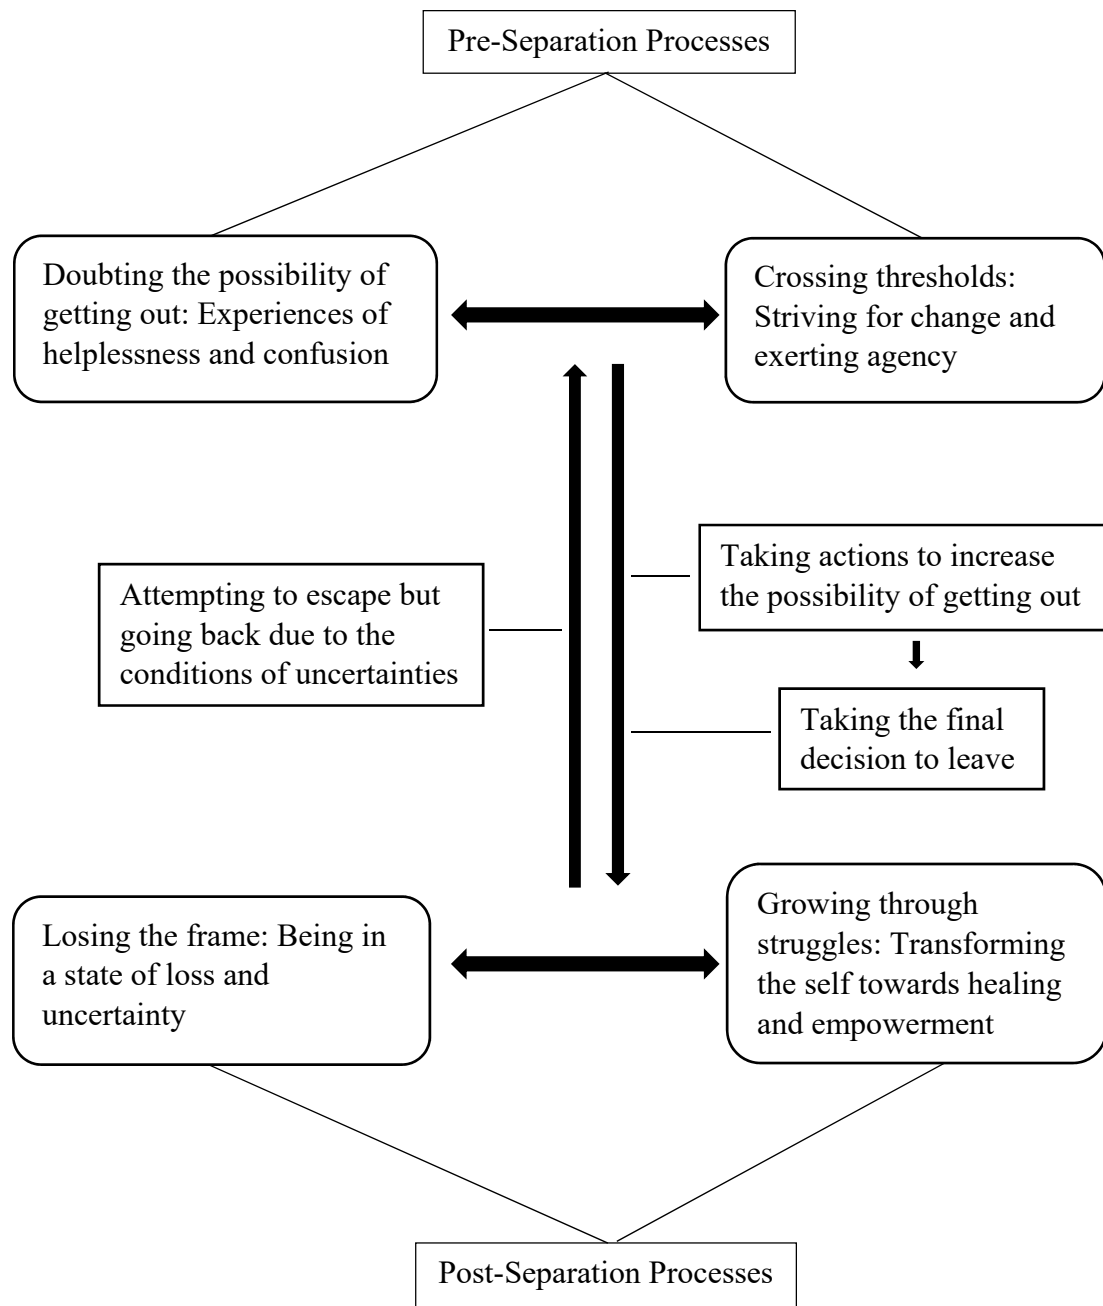 Pre-Separation Processes
Doubting the possibility of
getting out: Experiences of
helplessness and confusion
Crossing thresholds:
Striving for change and
exerting agency
Attempting to escape but
going back due to the
conditions of uncertainties
Taking actions to increase
the possibility of getting out
Taking the final
decision to leave
Losing the frame: Being in
a state of loss and
uncertainty
Growing through
struggles: Transforming
the self towards healing
and empowerment
Post-Separation Processes